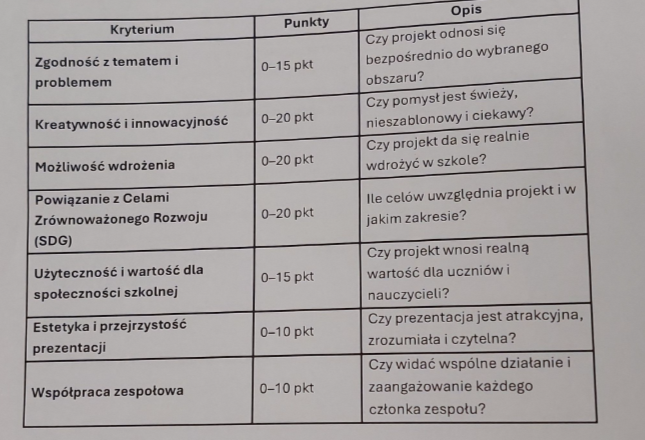 Kryterium Punkty Opis
Zgodność z tematem i
problemem
0–15 pkt
Czy projekt odnosi się
bezpośrednio do wybranego
obszaru?
Kreatywność i innowacyjność
0–20 pkt
Czy pomysł jest świeży,
nieszablonowy i ciekawy?
Możliwość wdrożenia
0–20 pkt
Czy projekt da się realnie
wdrożyć w szkole?
Powiązanie z Celami
Zrównoważonego Rozwoju
(SDG)
0–20 pkt
Ile celów uwzględnia projekt i w
jakim zakresie?
Użyteczność i wartość dla
społeczności szkolnej
0–15 pkt
Czy projekt wnosi realną
wartość dla uczniów i
nauczycieli?
Estetyka i przejrzystość
prezentacji
0–10 pkt
Czy prezentacja jest atrakcyjna,
zrozumiała i czytelna?
Współpraca zespołowa
0–10 pkt
Czy widać wspólne działanie i
zaangażowanie każdego
członka zespołu?